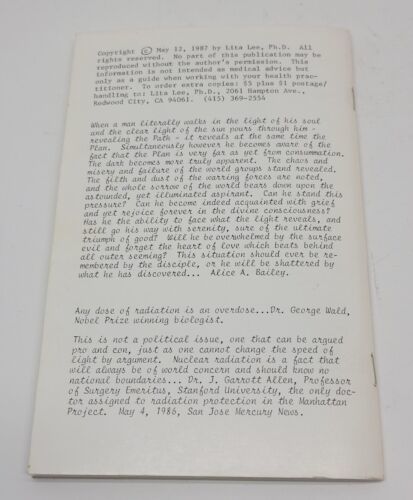 Copyright © May 12, 1987 by Lita Lee, Ph.D. All
rights reserved. No part of this publication may be
reproduced without the author's permission. This
information is not intended as medical advice but
only as a guide when working with your health prac-
titioner. To order extra copies: $5 plus $1 postage/
handling to: Lita Lee, Ph.D., 2061 Hampton Ave.,
Redwood City, CA 94061. (415) 369-2554
When a man literally walks in the light of his soul
and the clear light of the sun pours through him -
revealing the Path - it reveals at the same time the
Plan. Simultaneously however he becomes aware of the
fact that the Plan is very far as yet from consummation.
The dark becomes more truly apparent. The chaos and
misery and failure of the world groups stand revealed.
The filth and dust of the warring forces are noted,
and the whole sorrow of the world bears down upon the
astounded, yet illuminated aspirant. Can he stand this
pressure? Can he become indeed acquainted with grief
and yet rejoice forever in the divine consciousness?
Has he the ability to face what the light reveals, and
still go his way with serenity, sure of the ultimate
triumph of good? Will he be overwhelmed by the surface
evil and forget the heart of love which beats behind
all outer seeming? This situation should ever be re-
membered by the disciple, or he will be shattered by
what he has discovered... Alice A. Bailey.
Any dose of radiation is an overdose...Dr. George Wald,
Nobel Prize winning biologist.
This is not a political issue, one that can be argued
pro and con, just as one cannot change the speed of
light by argument. Nuclear radiation is a fact that
will always be of world concern and should know no
national boundaries... Dr. J. Garrott Allen, Professor
of Surgery Emeritus, Stanford University, the only doc-
tor assigned to radiation protection in the Manhattan
Project. May 4, 1986, San Jose Mercury News.